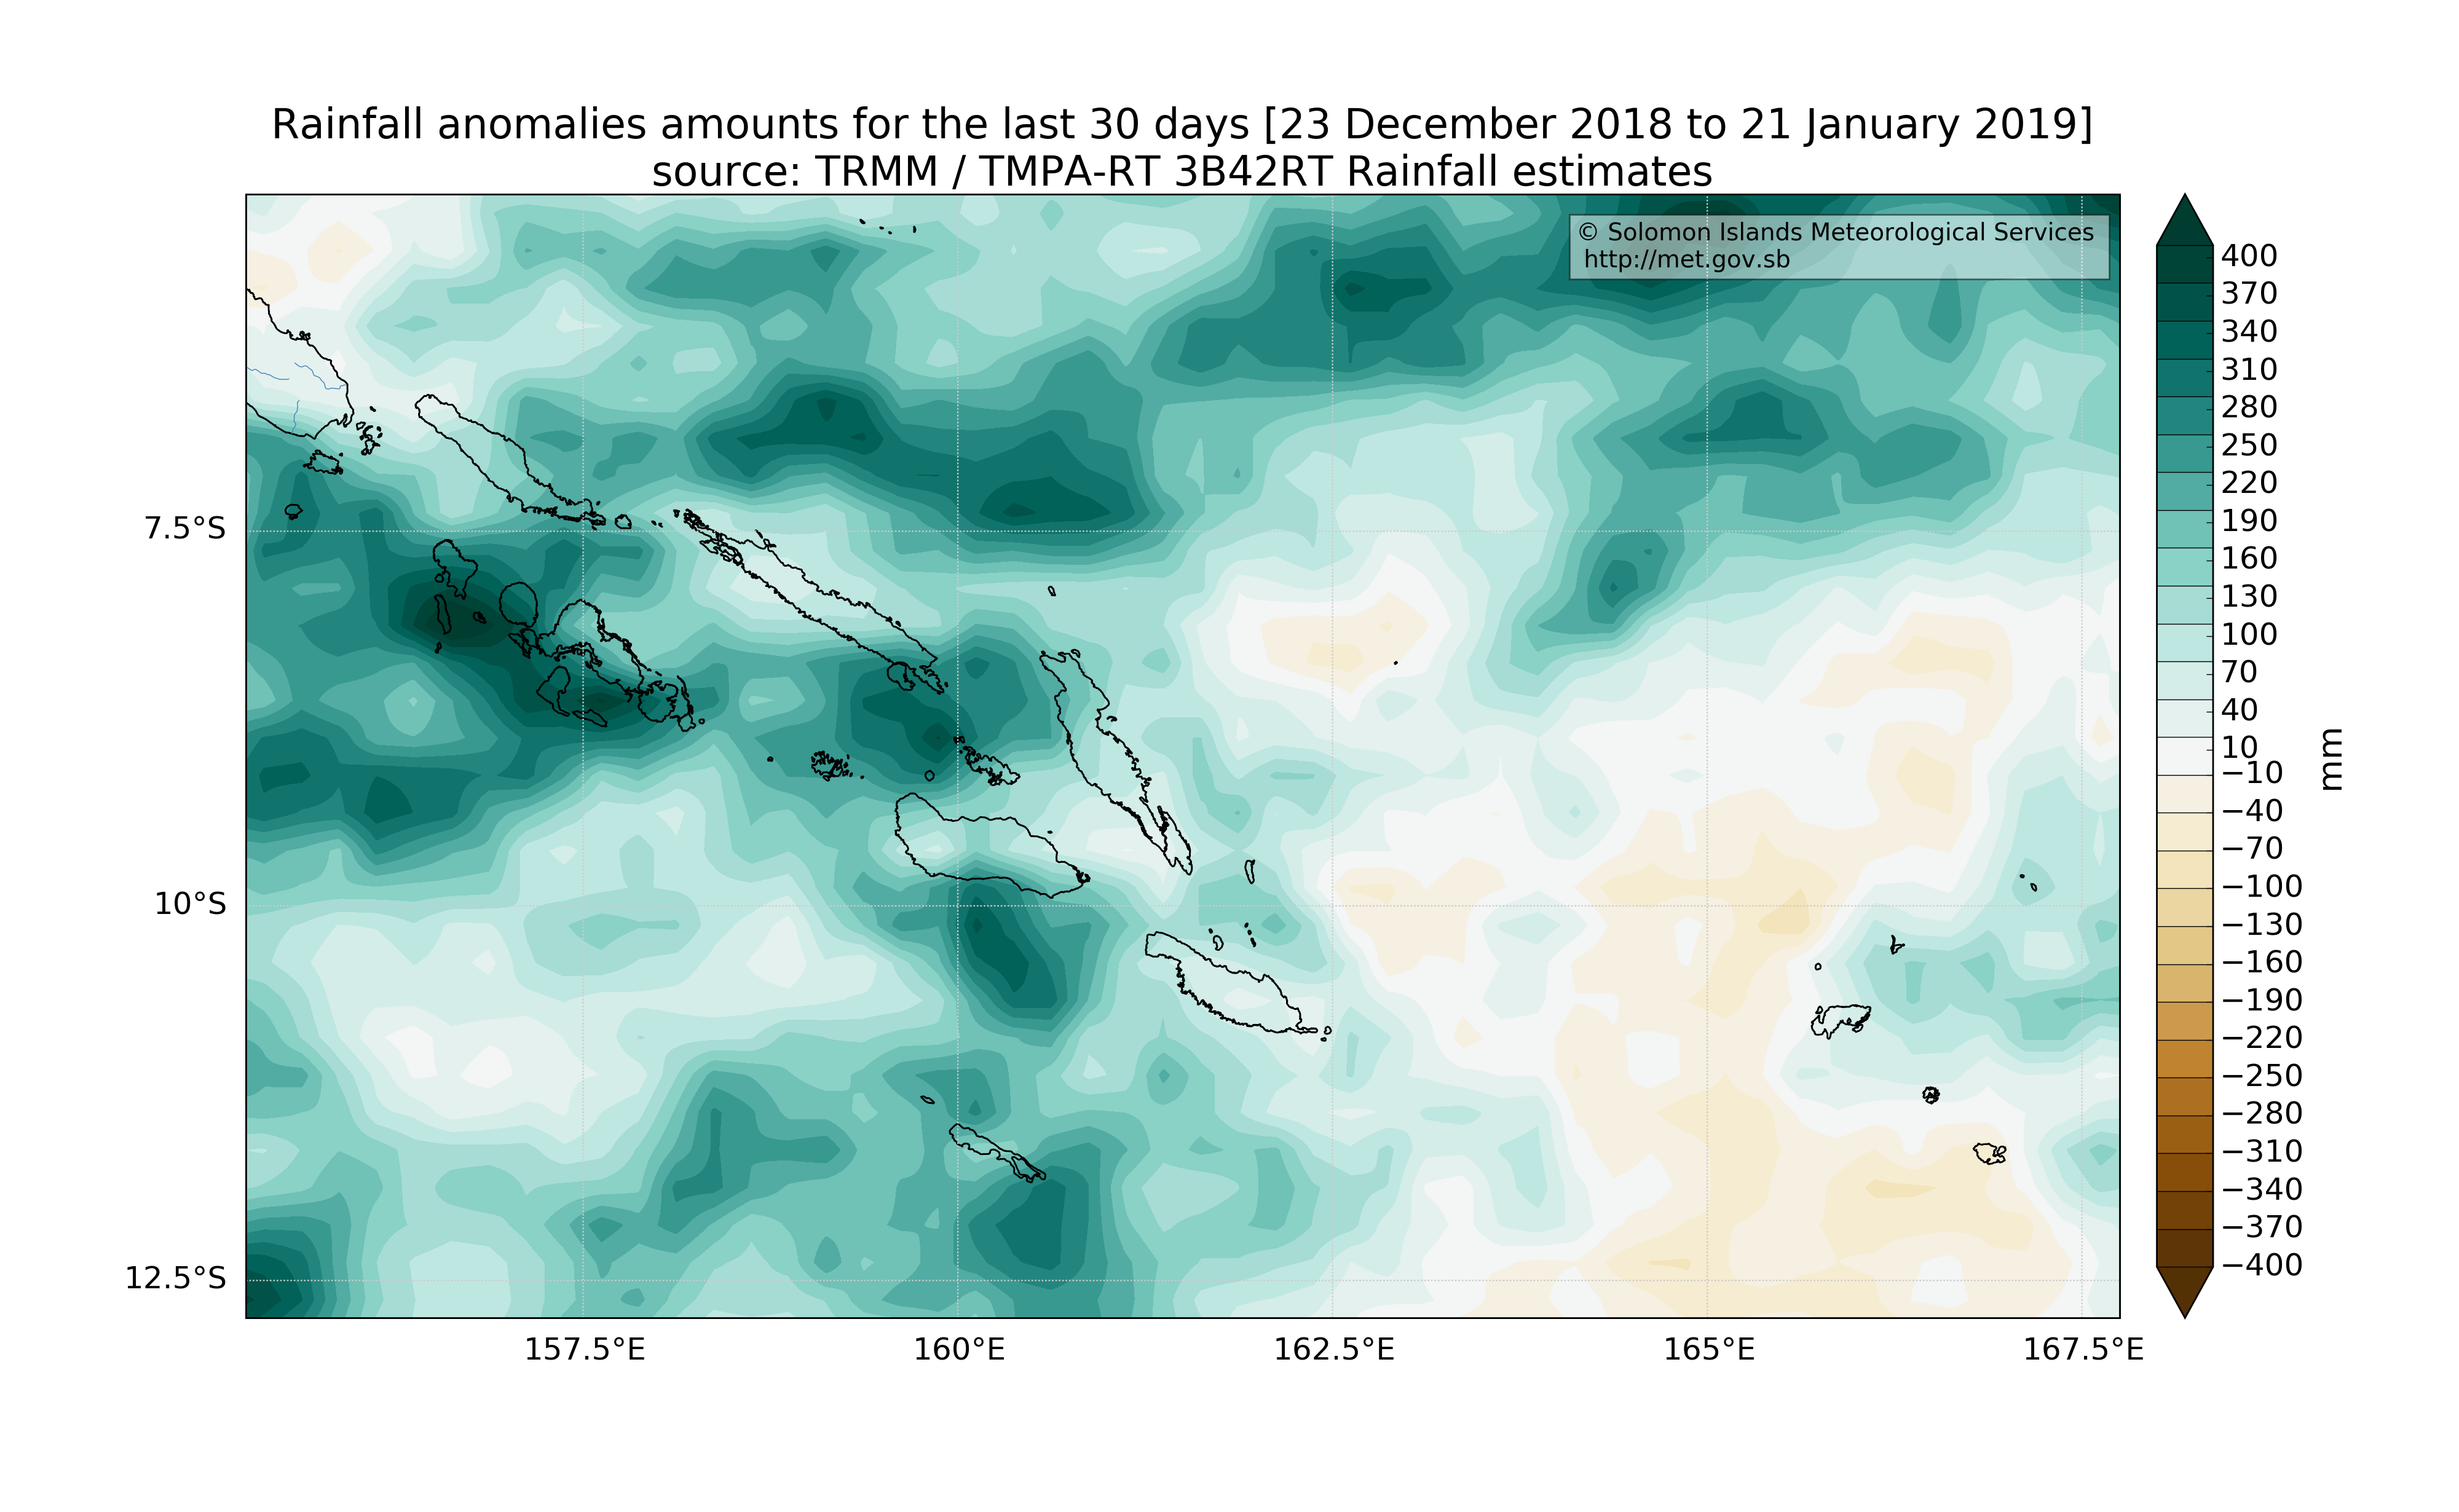 Rainfall anomalies amounts for the last 30 days [23 December 2018 to 21 January 2019]
source: TRMM / TMPA-RT 3B42RT Rainfall estimates
© Solomon Islands Meteorological Services
http://met.gov.sb
7.5°S
10°S
12.5°S
157.5°E
160°E
162.5°E
165°E
167.5°E
400
370
340
310
280
250
220
190
160
130
100
70
40
10
−10
−40
−70
−100
−130
−160
−190
−220
−250
−280
−310
−340
−370
−400
mm